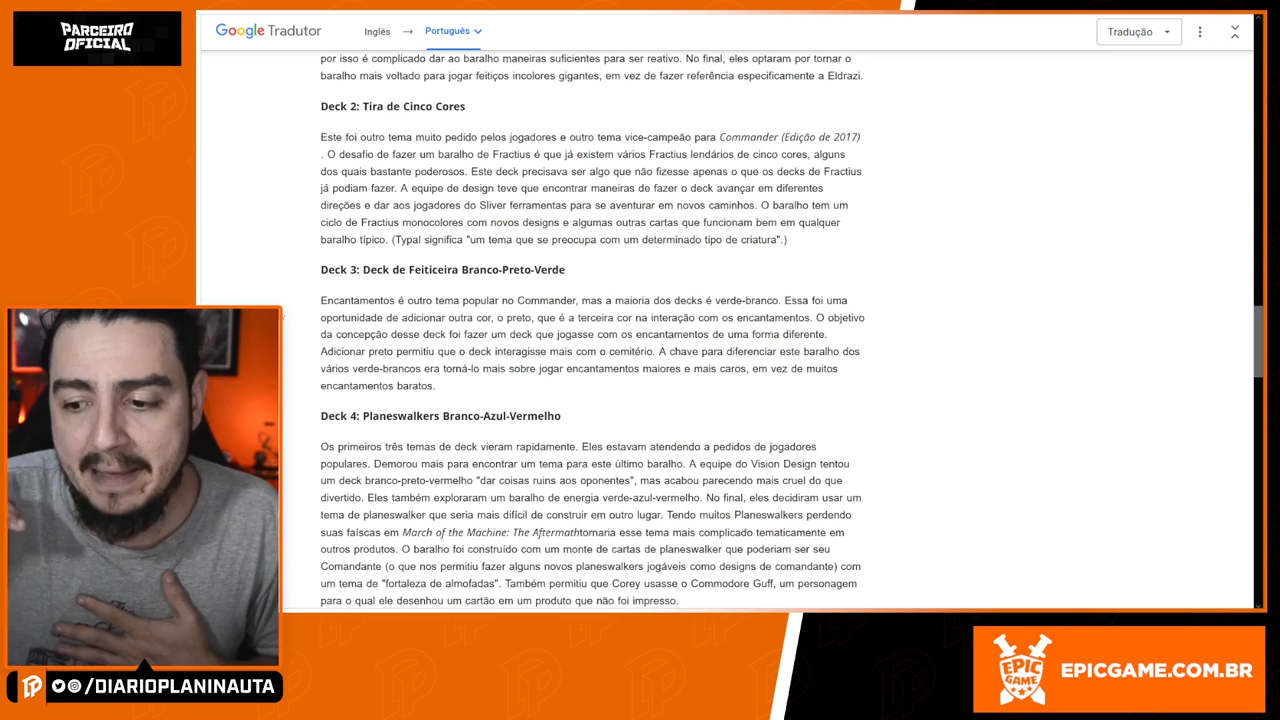 PARCEIRO
OFICIAL
Google Tradutor
Inglês → Português
Tradução
por isso é complicado dar ao baralho maneiras suficientes para ser reativo. No final, eles optaram por tornar o
baralho mais voltado para jogar feitiços incolores gigantes, em vez de fazer referência especificamente a Eldrazi.
Deck 2: Tira de Cinco Cores
Este foi outro tema muito pedido pelos jogadores e outro tema vice-campeão para Commander (Edição de 2017)
. O desafio de fazer um baralho de Fractius é que já existem vários Fractius lendários de cinco cores, alguns
dos quais bastante poderosos. Este deck precisava ser algo que não fizesse apenas o que os decks de Fractius
já podiam fazer. A equipe de design teve que encontrar maneiras de fazer o deck avançar em diferentes
direções e dar aos jogadores do Sliver ferramentas para se aventurar em novos caminhos. O baralho tem um
ciclo de Fractius monocolores com novos designs e algumas outras cartas que funcionam bem em qualquer
baralho típico. (Typal significa "um tema que se preocupa com um determinado tipo de criatura".)
Deck 3: Deck de Feiticeira Branco-Preto-Verde
Encantamentos é outro tema popular no Commander, mas a maioria dos decks é verde-branco. Essa foi uma
oportunidade de adicionar outra cor, o preto, que é a terceira cor na interação com os encantamentos. O objetivo
da concepção desse deck foi fazer um deck que jogasse com os encantamentos de uma forma diferente.
Adicionar preto permitiu que o deck interagisse mais com o cemitério. A chave para diferenciar este baralho dos
vários verde-brancos era torná-lo mais sobre jogar encantamentos maiores e mais caros, em vez de muitos
encantamentos baratos.
Deck 4: Planeswalkers Branco-Azul-Vermelho
Os primeiros três temas de deck vieram rapidamente. Eles estavam atendendo a pedidos de jogadores
populares. Demorou mais para encontrar um tema para este último baralho. A equipe do Vision Design tentou
um deck branco-preto-vermelho "dar coisas ruins aos oponentes", mas acabou parecendo mais cruel do que
divertido. Eles também exploraram um baralho de energia verde-azul-vermelho. No final, eles decidiram usar um
tema de planeswalker que seria mais difícil de construir em outro lugar. Tendo muitos Planeswalkers perdendo
suas faíscas em March of the Machine: The Aftermathtornaria esse tema mais complicado tematicamente em
outros produtos. O baralho foi construído com um monte de cartas de planeswalker que poderiam ser seu
Comandante (o que nos permitiu fazer alguns novos planeswalkers jogáveis como designs de comandante) com
um tema de "fortaleza de almofadas". Também permitiu que Corey usasse o Commodore Guff, um personagem
para o qual ele desenhou um cartão em um produto que não foi impresso.
/DIARIOPLANINAUTA
EPIC
GAME
EPICGAME.COM.BR